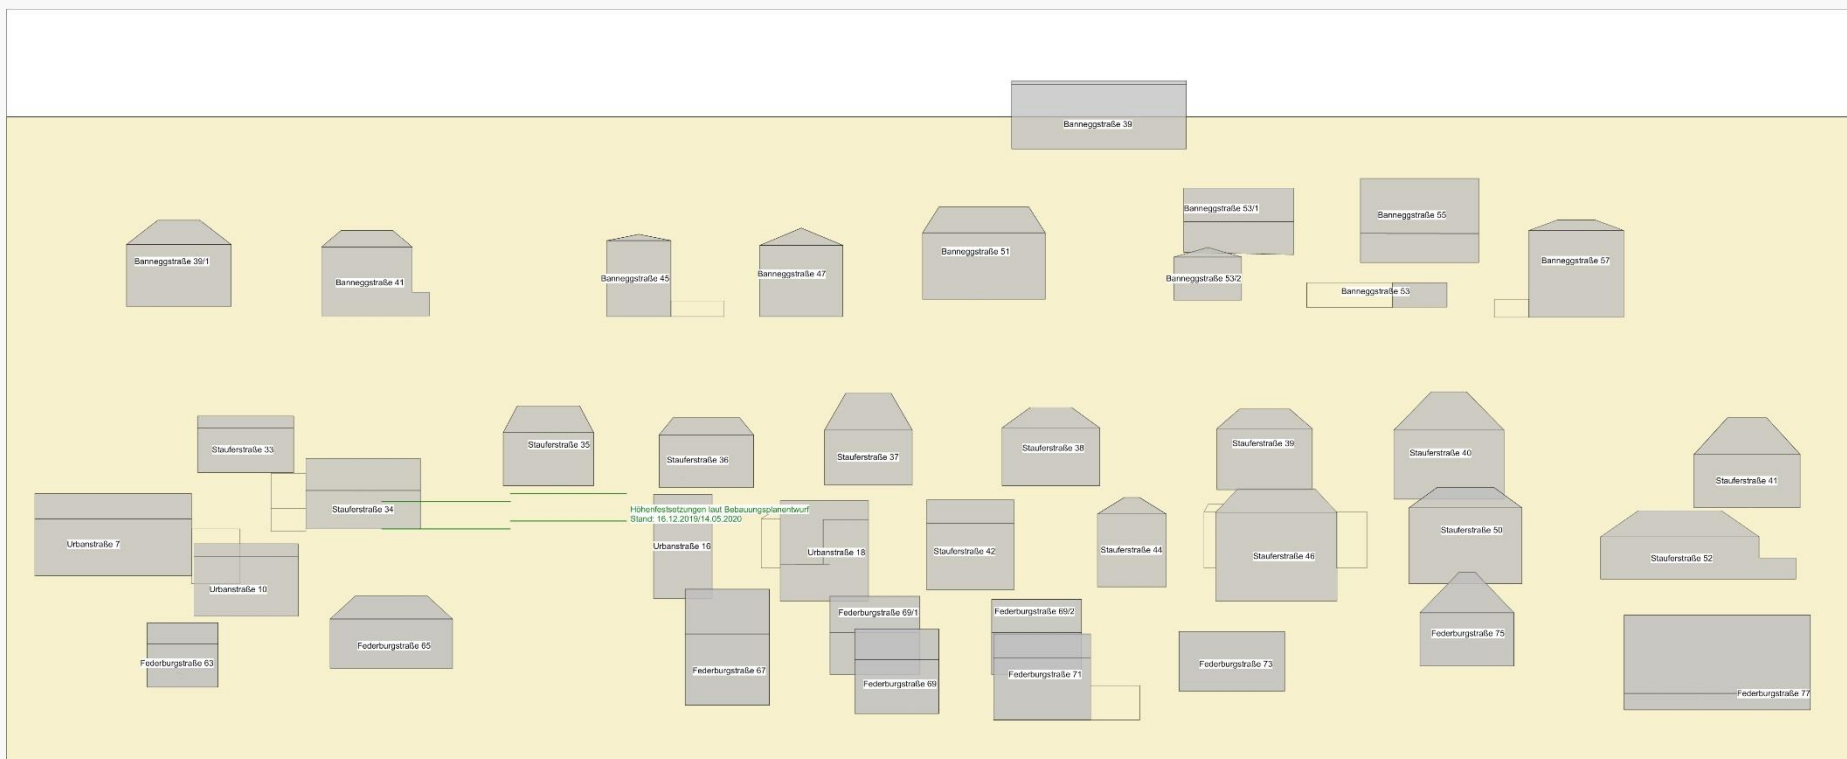 Banneggstraße 39
Banneggstraße 53/1
Banneggstraße 55
Banneggstraße 51
Banneggstraße 39/1
Banneggstraße 57
Banneggstraße 47
Banneggstraße 45
Banneggstraße 53/2
Banneggstraße 41
Banneggstraße 53
Stauferstraße 35
Stauferstraße 39
Stauferstraße 33
Stauferstraße 38
Stauferstraße 40
Stauferstraße 37
Stauferstraße 36
Stauferstraße 41
Stauferstraße 34
Höhenfestsetzungen laut Bebauungsplanentwurf
Stand: 16.12.2019/14.05.2020
Stauferstraße 50
Urbanstraße 7
Urbanstraße 16
Urbanstraße 18
Stauferstraße 42
Stauferstraße 44
Stauferstraße 46
Stauferstraße 52
Urbanstraße 10
Federburgstraße 69/1
Federburgstraße 69/2
Federburgstraße 75
Federburgstraße 65
Federburgstraße 63
Federburgstraße 73
Federburgstraße 67
Federburgstraße 71
Federburgstraße 69
Federburgstraße 77